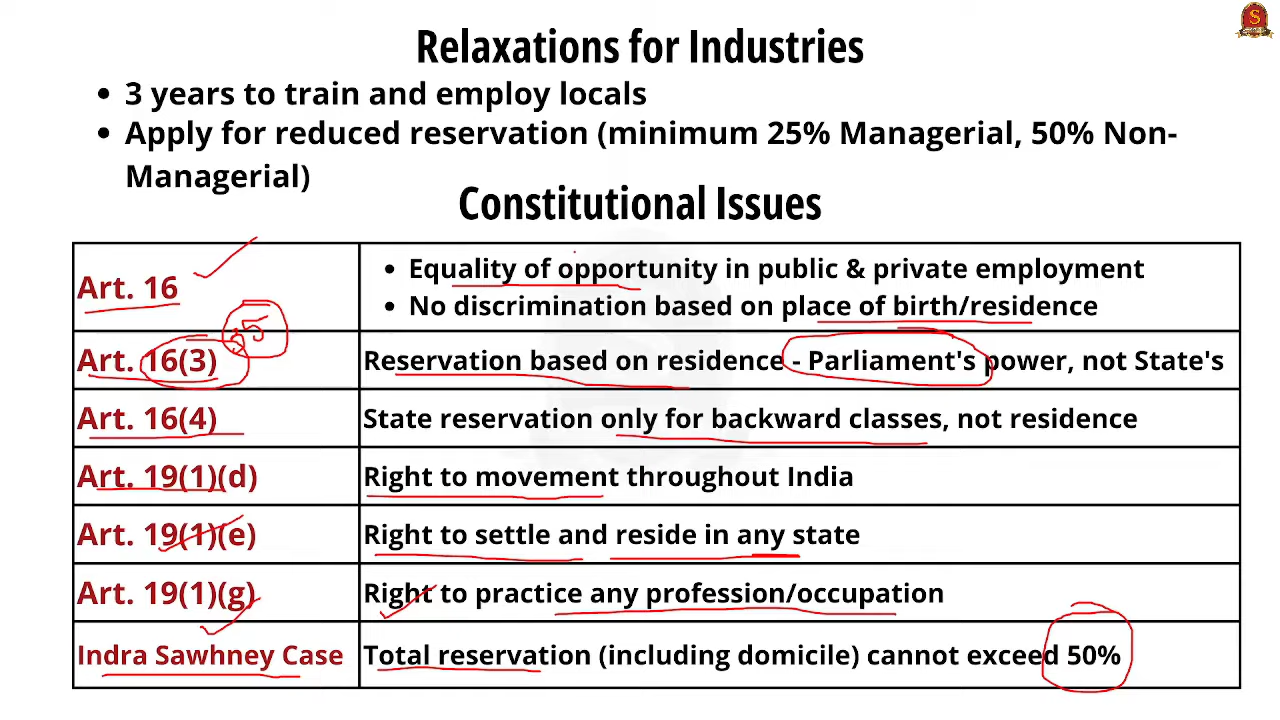 Relaxations for Industries
• 3 years to train and employ locals
• Apply for reduced reservation (minimum 25% Managerial, 50% Non-
Managerial)
Constitutional Issues
Art. 16
• Equality of opportunity in public & private employment
• No discrimination based on place of birth/residence
Art. 16(3)
35
Reservation based on residence - Parliament's power, not State's
Art. 16(4)
State reservation only for backward classes, not residence
Art. 19(1)(d)
Right to movement throughout India
Art. 19(1)(e)
Right to settle and reside in any state
Art. 19(1)(g)
Right to practice any profession/occupation
Indra Sawhney Case
Total reservation (including domicile) cannot exceed 50%